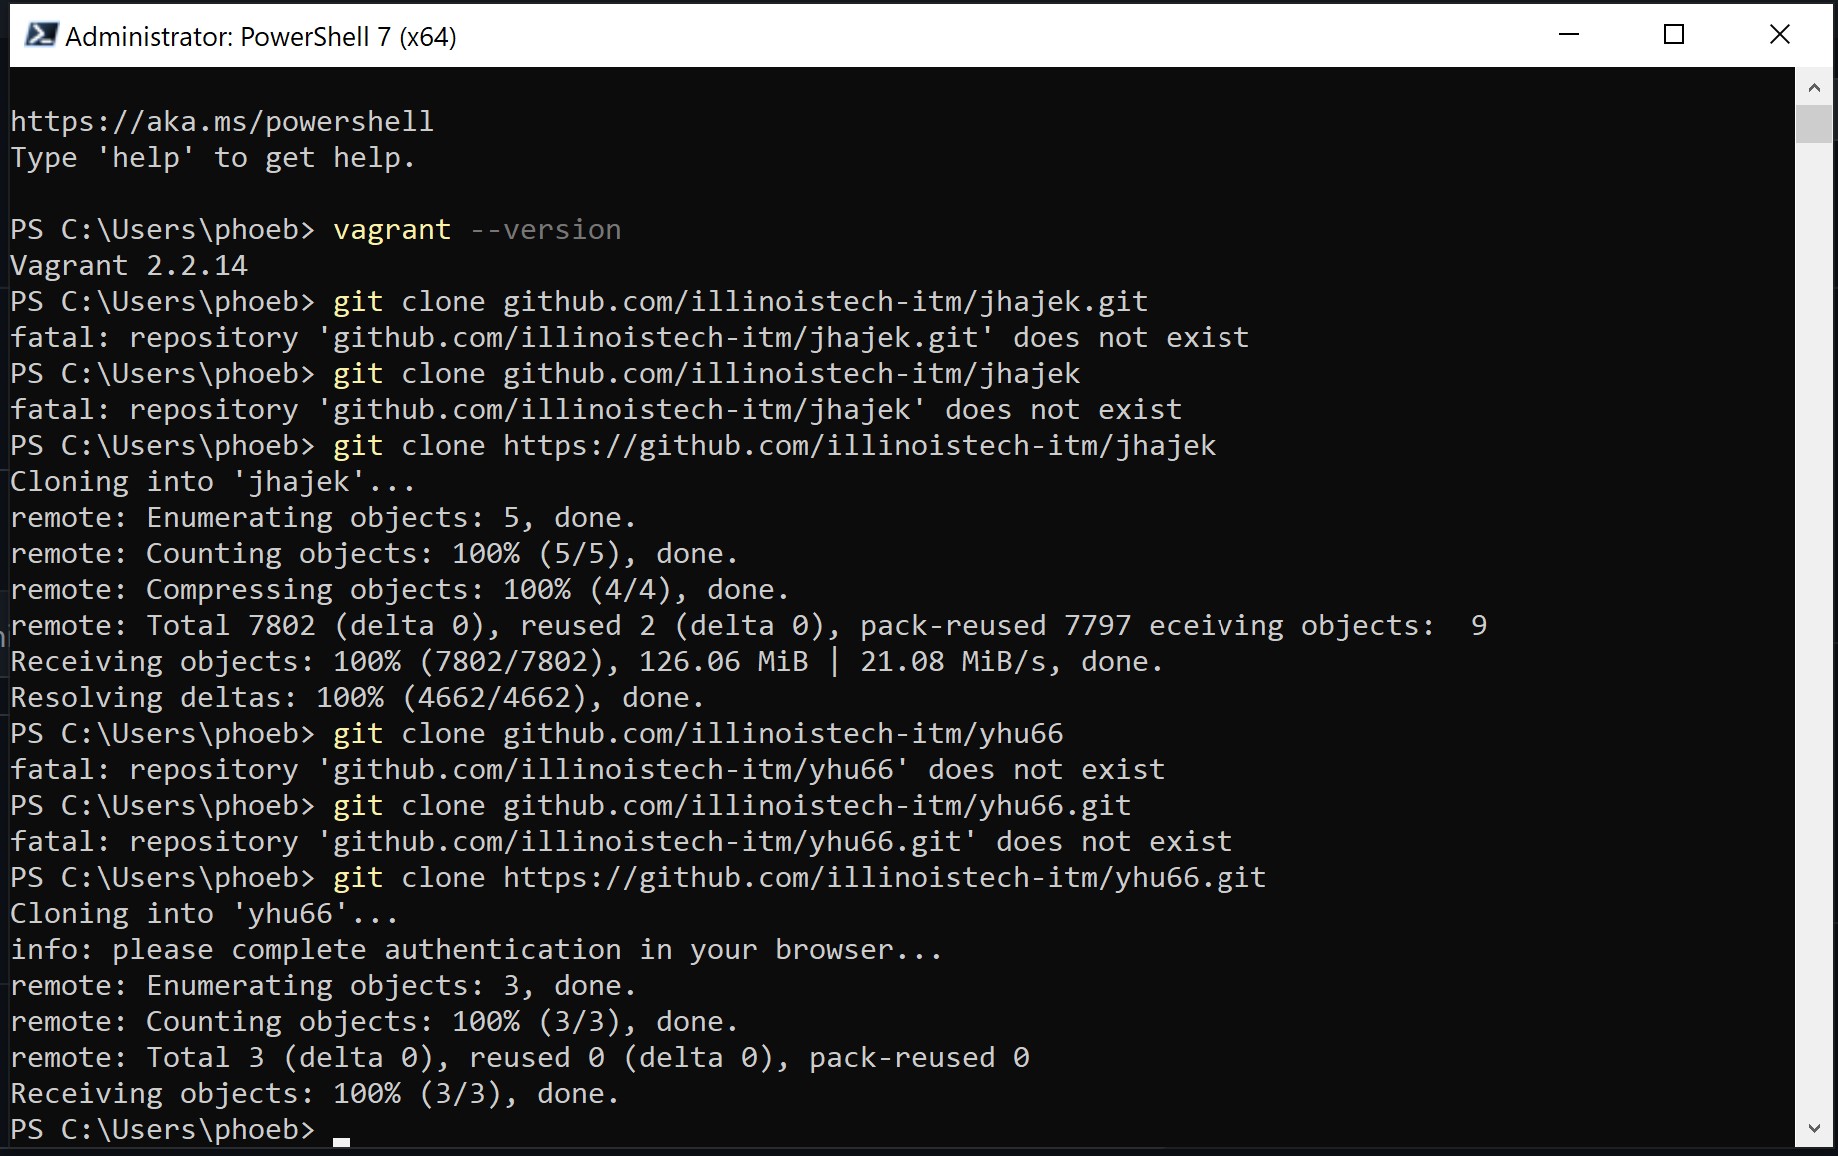 Administrator: PowerShell 7 (x64)
https://aka.ms/powershell
Type 'help' to get help.
PS C:\Users\phoeb> vagrant --version
Vagrant 2.2.14
PS C:\Users\phoeb> git clone github.com/illinoistech-itm/jhajek.git
fatal: repository 'github.com/illinoistech-itm/jhajek.git' does not exist
PS C:\Users\phoeb> git clone github.com/illinoistech-itm/jhajek
fatal: repository 'github.com/illinoistech-itm/jhajek' does not exist
PS C:\Users\phoeb> git clone https://github.com/illinoistech-itm/jhajek
Cloning into 'jhajek'...
remote: Enumerating objects: 5, done.
remote: Counting objects: 100% (5/5), done.
remote: Compressing objects: 100% (4/4), done.
remote: Total 7802 (delta 0), reused 2 (delta 0), pack-reused 7797 eceiving objects:  9
Receiving objects: 100% (7802/7802), 126.06 MiB | 21.08 MiB/s, done.
Resolving deltas: 100% (4662/4662), done.
PS C:\Users\phoeb> git clone github.com/illinoistech-itm/yhu66
fatal: repository 'github.com/illinoistech-itm/yhu66' does not exist
PS C:\Users\phoeb> git clone github.com/illinoistech-itm/yhu66.git
fatal: repository 'github.com/illinoistech-itm/yhu66.git' does not exist
PS C:\Users\phoeb> git clone https://github.com/illinoistech-itm/yhu66.git
Cloning into 'yhu66'...
info: please complete authentication in your browser...
remote: Enumerating objects: 3, done.
remote: Counting objects: 100% (3/3), done.
remote: Total 3 (delta 0), reused 0 (delta 0), pack-reused 0
Receiving objects: 100% (3/3), done.
PS C:\Users\phoeb>